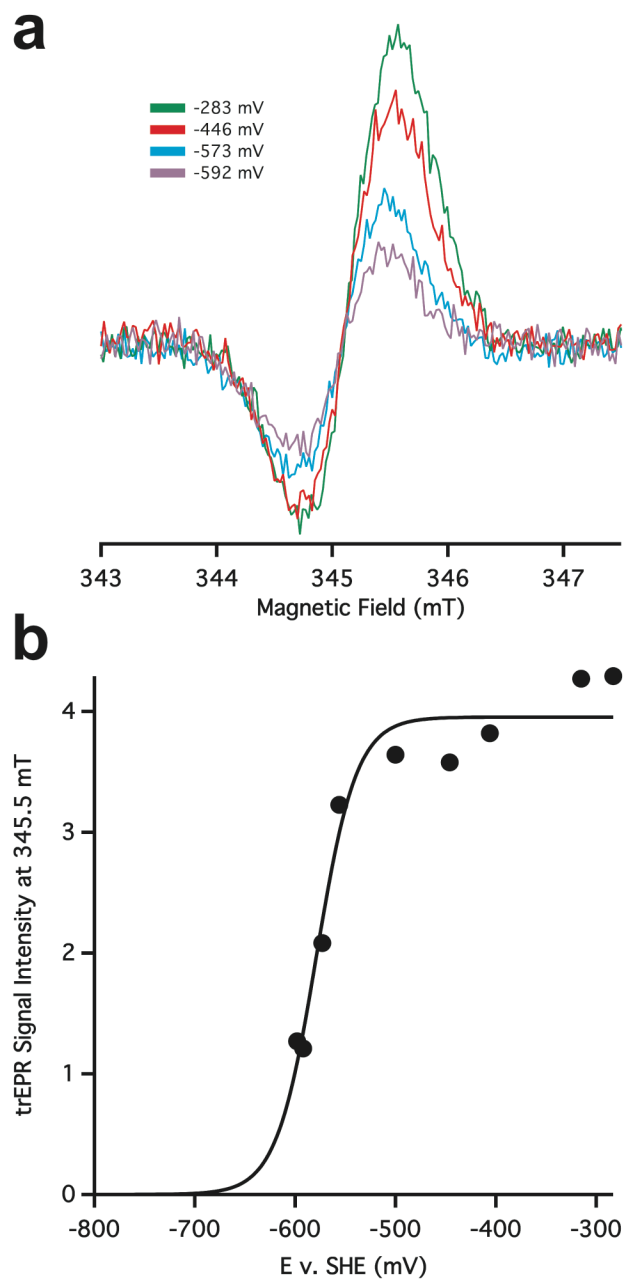 a
-283 mV
-446 mV
-573 mV
-592 mV
343 344 345 346 347
Magnetic Field (mT)
b
trEPR Signal Intensity at 345.5 mT
4
3
2
1
0
-800 -700 -600 -500 -400 -300
E v. SHE (mV)